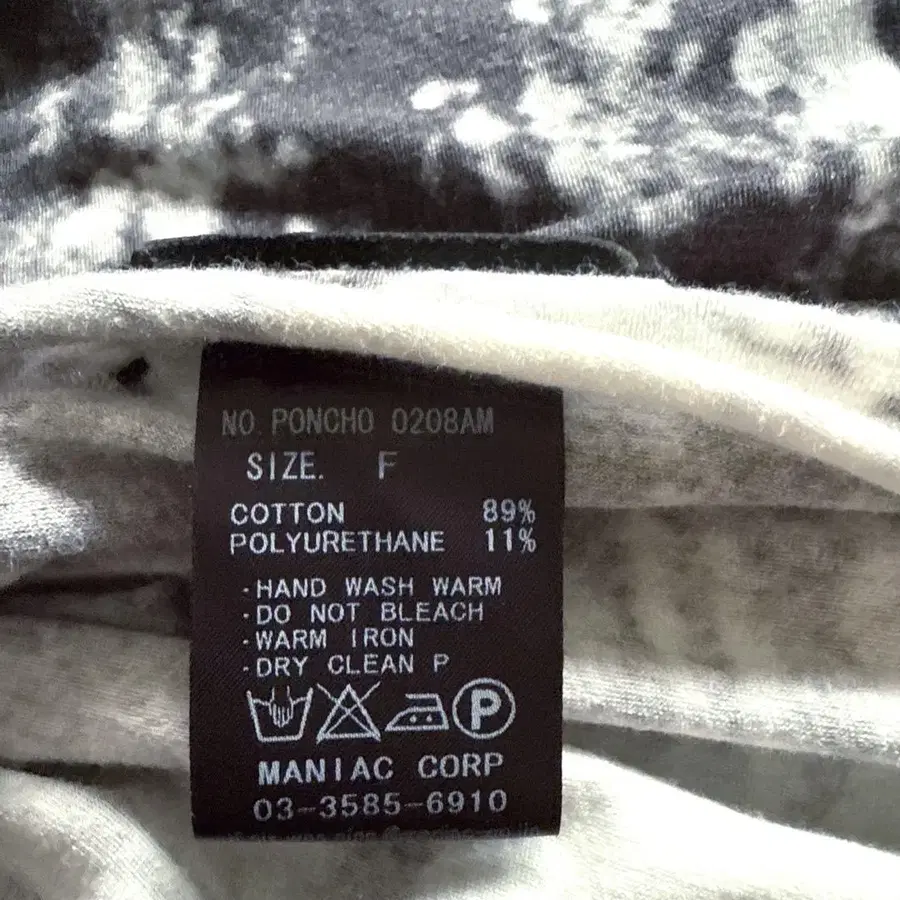 NO PONCHO 0208AM
SIZE. F
COTTON 89%
POLYURETHANE 11%
·HAND WASH WARM
·DO NOT BLEACH
·WARM IRON
·DRY CLEAN P
P
MANIAC CORP
03-3585-6910